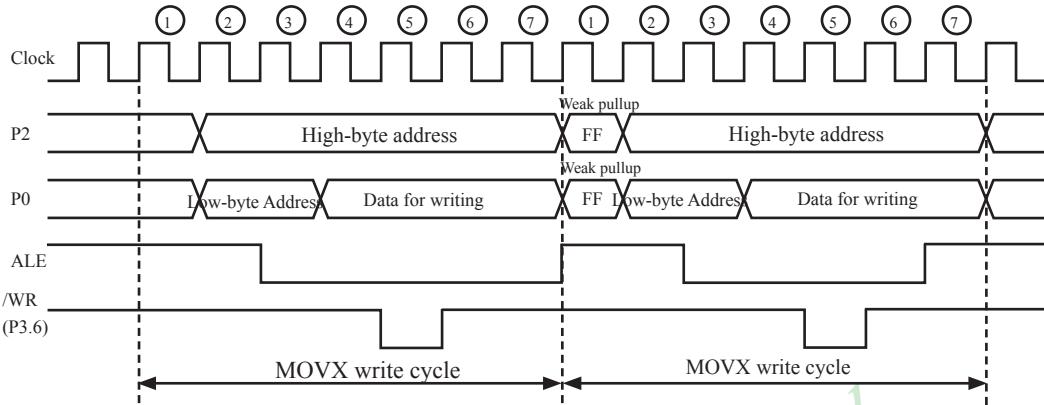 1 2 3 4 5 6 7 1 2 3 4 5 6 7
Clock
Weak pullup
P2 High-byte address FF High-byte address
Weak pullup
P0 Low-byte Address Data for writing FF Low-byte Address Data for writing
ALE
/WR
(P3.6)
MOVX write cycle MOVX write cycle